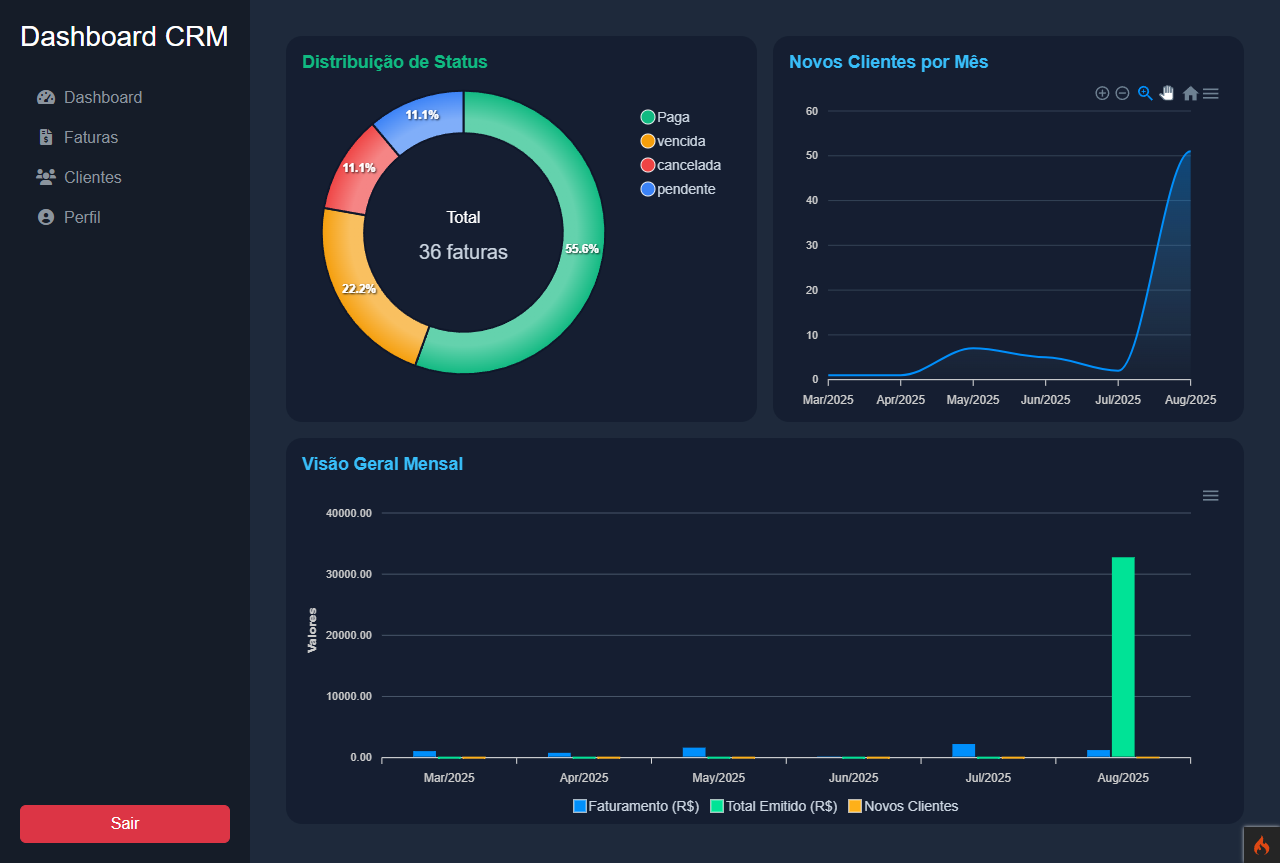 Dashboard CRM
Dashboard
Faturas
Clientes
Perfil
Sair
Distribuição de Status
11.1%
11.1%
22.2%
55.6%
Total
36 faturas
Paga
vencida
cancelada
pendente
Novos Clientes por Mês
60
50
40
30
20
10
0
Mar/2025 Apr/2025 May/2025 Jun/2025 Jul/2025 Aug/2025
Visão Geral Mensal
Valores
40000.00
30000.00
20000.00
10000.00
0.00
Mar/2025 Apr/2025 May/2025 Jun/2025 Jul/2025 Aug/2025
Faturamento (R$) Total Emitido (R$) Novos Clientes